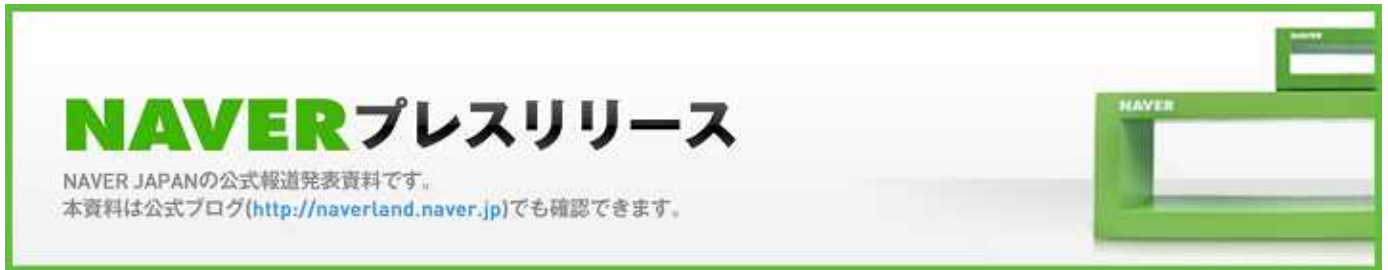 NAVERプレスリリース
NAVER JAPANの公式報道発表資料です。
本資料は公式ブログ(http://naverland.naver.jp)でも確認できます。
NAVER
NAVER